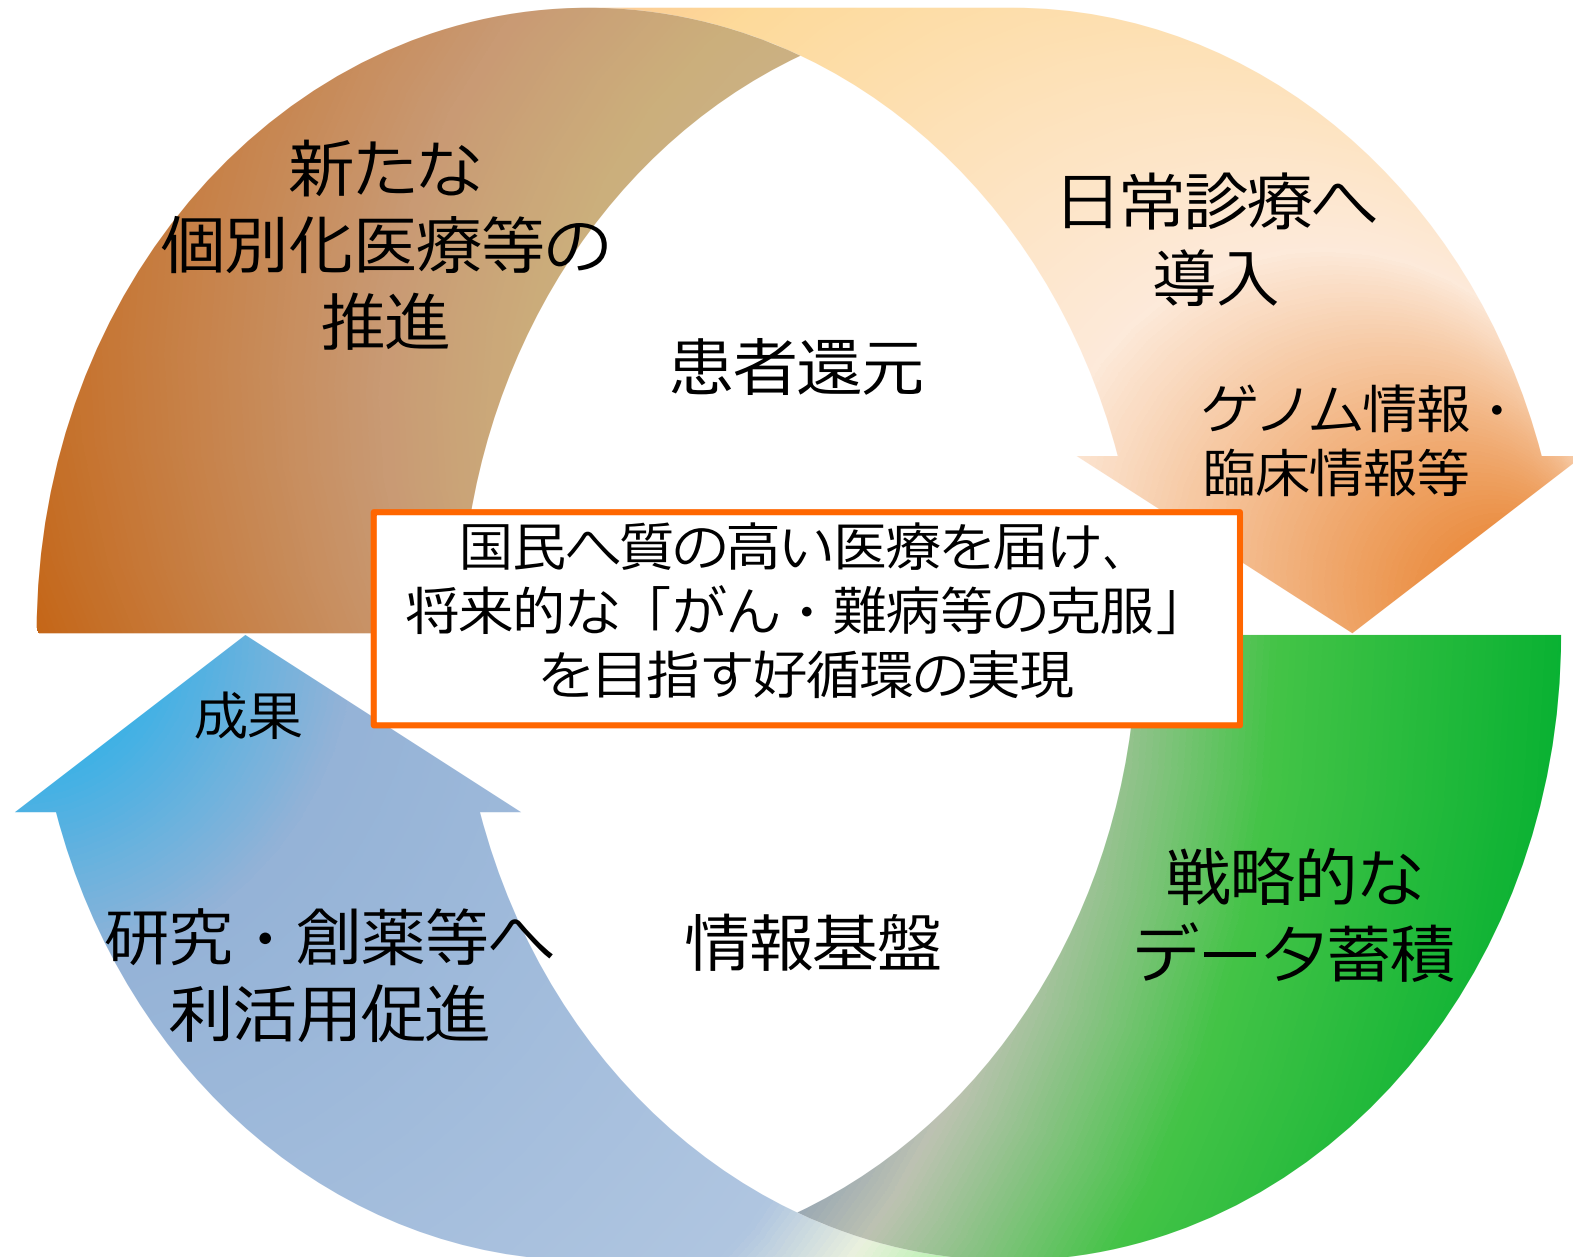 新たな
個別化医療等の
推進
日常診療へ
導入
患者還元
ゲノム情報・
臨床情報等
国民へ質の高い医療を届け、
将来的な「がん・難病等の克服」
を目指す好循環の実現
成果
戦略的な
データ蓄積
研究・創薬等へ
利活用促進
情報基盤